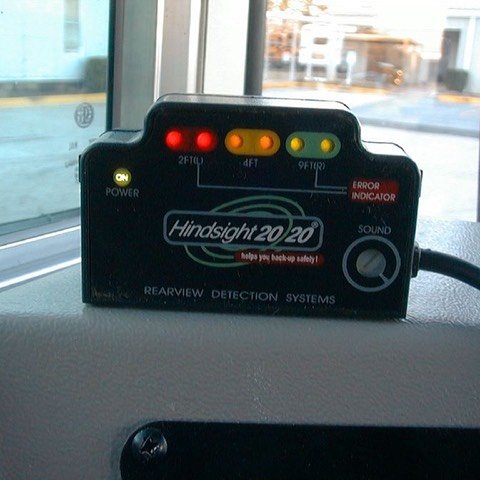 2FT(L) 4FT 9FT(R)
ON
POWER
ERROR
INDICATOR
SOUND
Hindsight 20/20®
helps you back-up safely!
REARVIEW DETECTION SYSTEMS